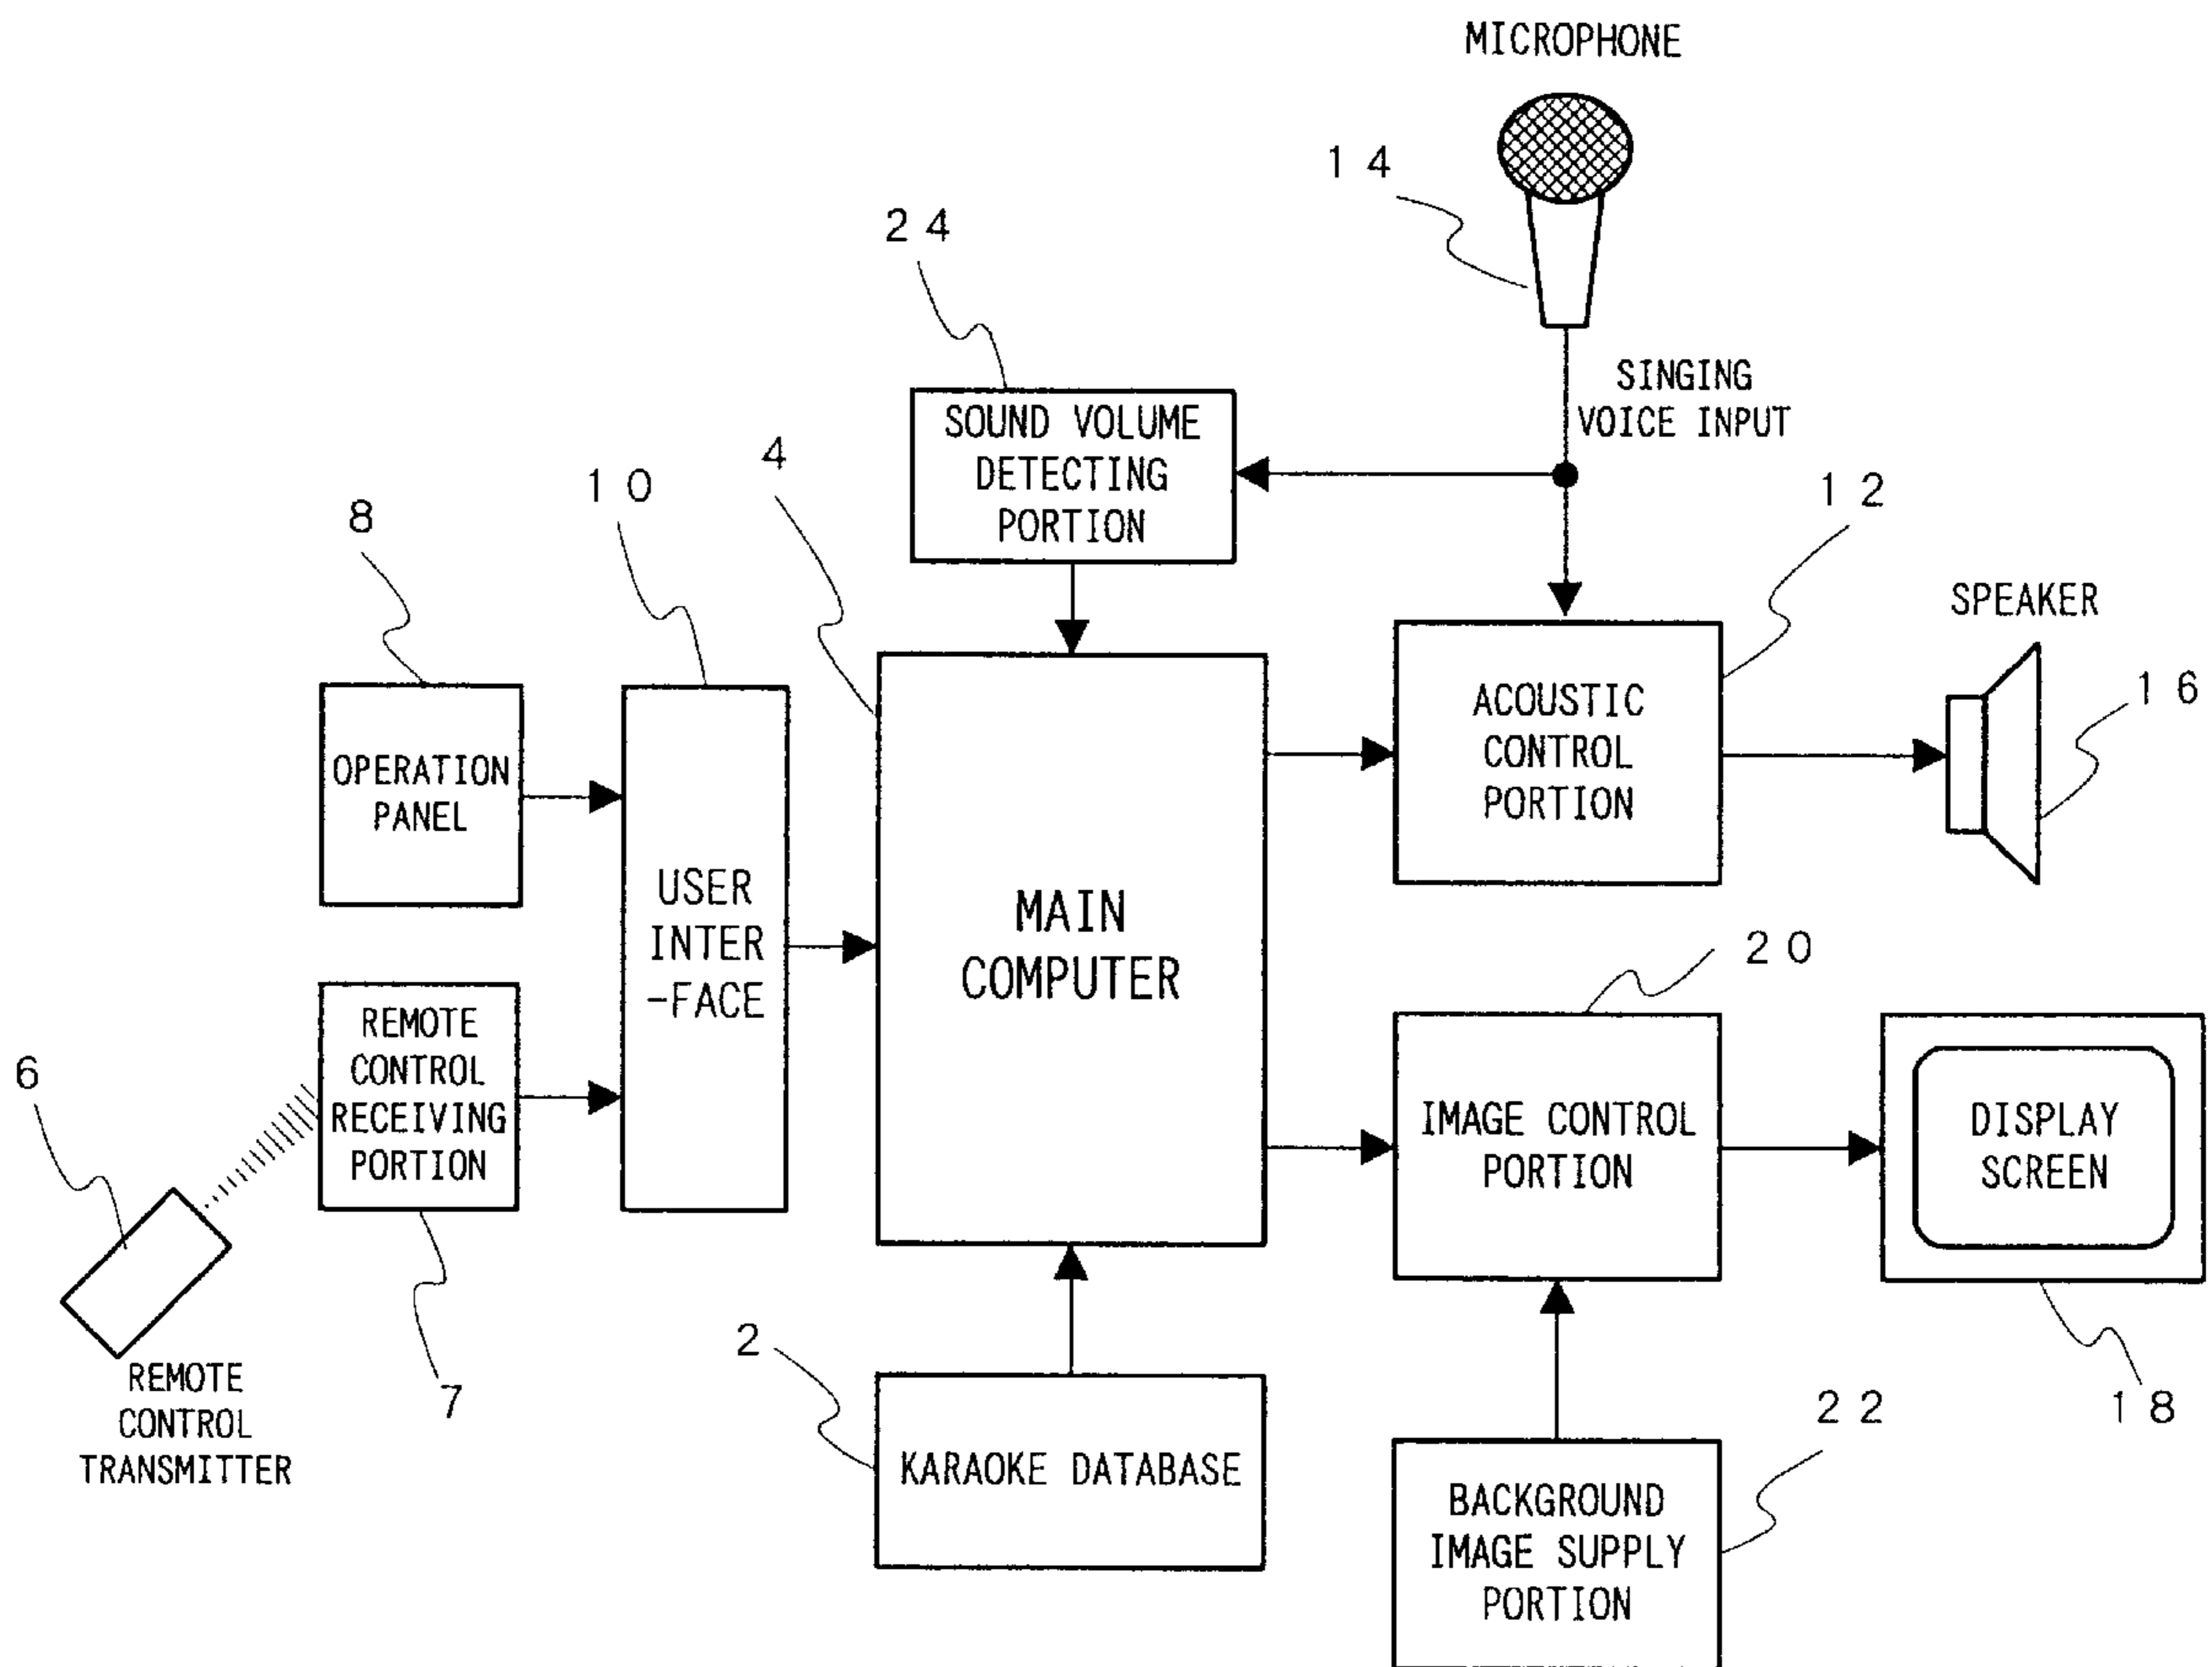 MICROPHONE
14
24
SINGING
VOICE INPUT
SOUND VOLUME
DETECTING
PORTION
4
10
12
8
SPEAKER
16
ACOUSTIC
CONTROL
PORTION
OPERATION
PANEL
USER
INTER
-FACE
MAIN
COMPUTER
20
REMOTE
CONTROL
RECEIVING
PORTION
6
IMAGE CONTROL
PORTION
DISPLAY
SCREEN
2
7
18
22
REMOTE
CONTROL
TRANSMITTER
KARAOKE DATABASE
BACKGROUND
IMAGE SUPPLY
PORTION